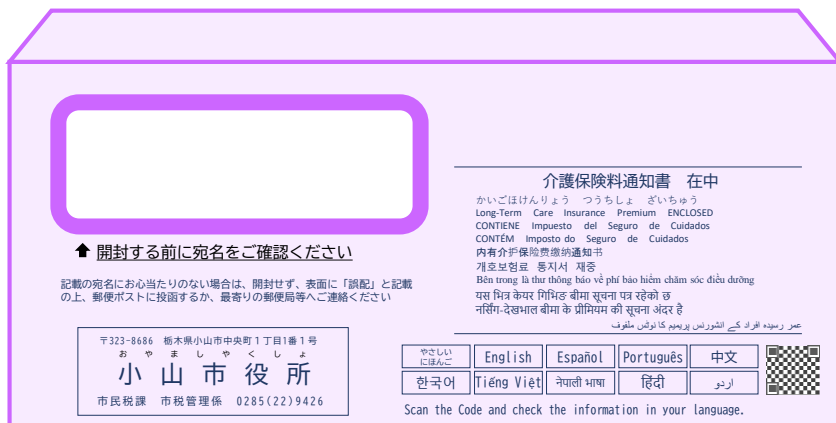 介護保険料通知書　在中
かいごほけんりょう　つうちしょ　ざいちゅう
Long-Term Care Insurance Premium ENCLOSED
CONTIENE Impuesto del Seguro de Cuidados
CONTÉM Imposto do Seguro de Cuidados
内有介护保险费缴纳通知书
개호보험료 통지서 재중
Bên trong là thư thông báo về phí bảo hiểm chăm sóc điều dưỡng
यस भित्र केयर गिभिङ बीमा सूचना पत्र रहेको छ
नर्सिंग-देखभाल बीमा के प्रीमियम की सूचना अंदर है
عمر رسیدہ افراد کے انشورنس پریمیم کا نوٹس ملفوف
⬆ 開封する前に宛名をご確認ください
記載の宛名にお心当たりのない場合は、開封せず、表面に「誤配」と記載
の上、郵便ポストに投函するか、最寄りの郵便局等へご連絡ください
〒323-8686　栃木県小山市中央町１丁目1番１号
おやましやくしょ
小山市役所
市民税課　市税管理係　0285(22)9426
やさしい
にほんご
English
Español
Português
中文
한국어
Tiếng Việt
नेपाली भाषा
हिंदी
اردو
Scan the Code and check the information in your language.